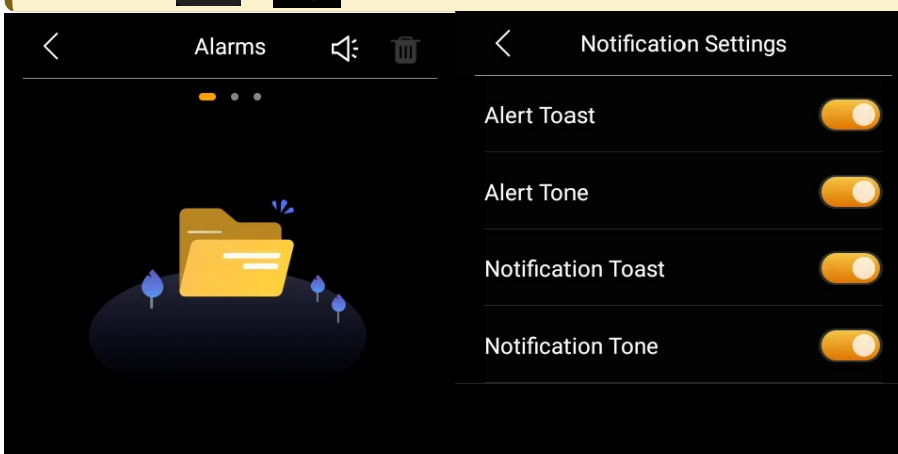 Alarms
Notification Settings
Alert Toast
Alert Tone
Notification Toast
Notification Tone